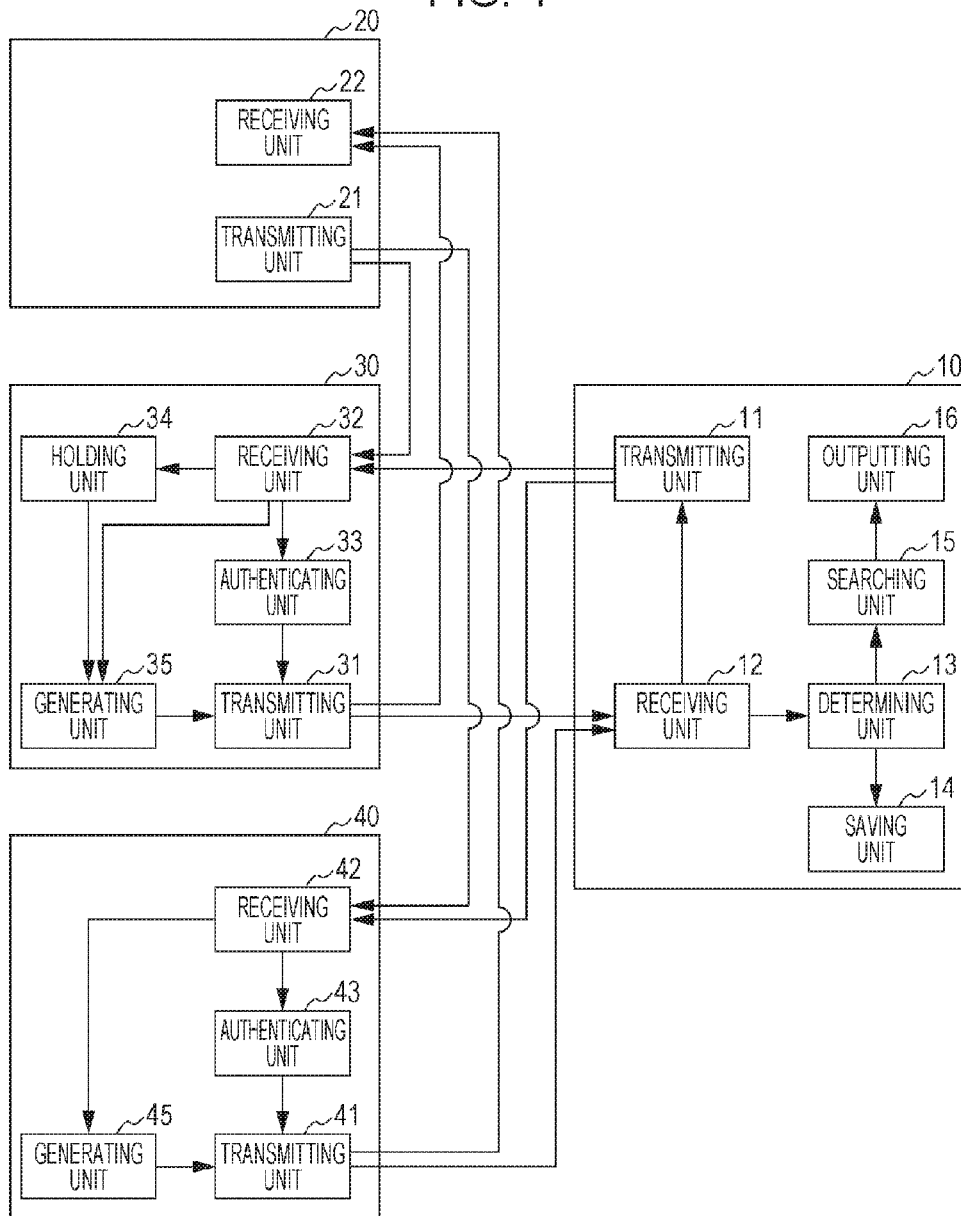 20
22
RECEIVING
UNIT
21
TRANSMITTING
UNIT
30
34
HOLDING
UNIT
32
RECEIVING
UNIT
33
AUTHENTICATING
UNIT
35
GENERATING
UNIT
31
TRANSMITTING
UNIT
10
11
TRANSMITTING
UNIT
16
OUTPUTTING
UNIT
15
SEARCHING
UNIT
12
RECEIVING
UNIT
13
DETERMINING
UNIT
14
SAVING
UNIT
40
42
RECEIVING
UNIT
43
AUTHENTICATING
UNIT
45
GENERATING
UNIT
41
TRANSMITTING
UNIT